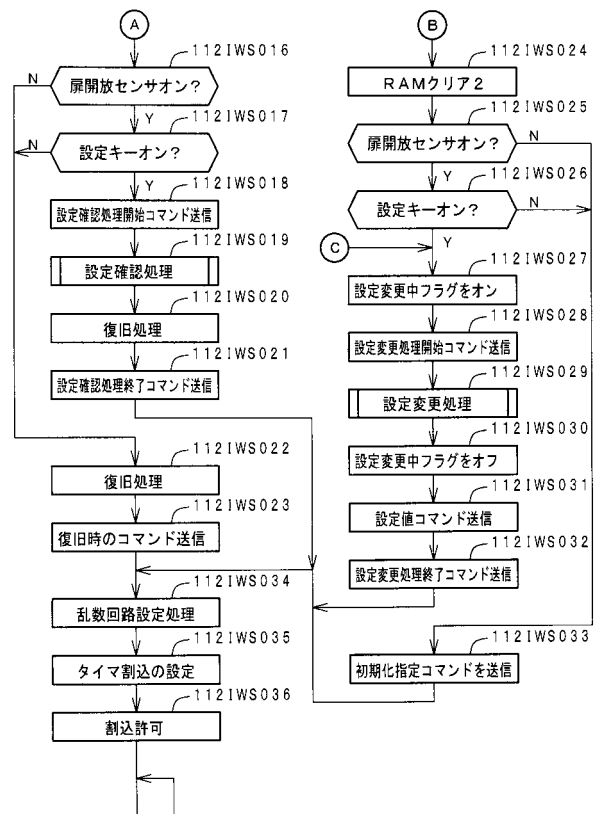 A
112IWS016
扉開放センサオン?
N
Y
112IWS017
設定キーオン?
N
Y
112IWS018
設定確認処理開始コマンド送信
112IWS019
設定確認処理
112IWS020
復旧処理
112IWS021
設定確認処理終了コマンド送信
112IWS022
復旧処理
112IWS023
復旧時のコマンド送信
112IWS034
乱数回路設定処理
112IWS035
タイマ割込の設定
112IWS036
割込許可
B
112IWS024
RAMクリア2
112IWS025
扉開放センサオン?
N
Y
112IWS026
設定キーオン?
N
Y
C
112IWS027
設定変更中フラグをオン
112IWS028
設定変更処理開始コマンド送信
112IWS029
設定変更処理
112IWS030
設定変更中フラグをオフ
112IWS031
設定値コマンド送信
112IWS032
設定変更処理終了コマンド送信
112IWS033
初期化指定コマンドを送信